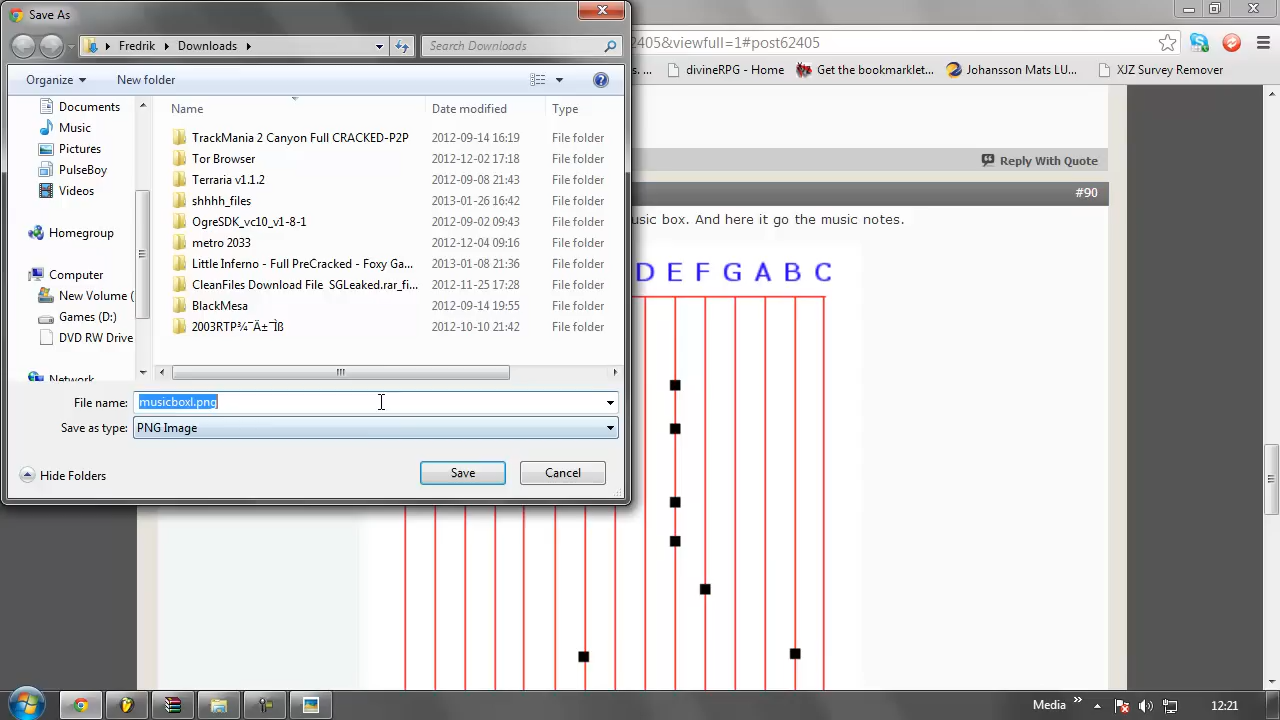 Save As
2405&viewfull=1#post62405
Fredrik
Downloads
Search Downloads
s. ...
divineRPG - Home
Get the bookmarklet...
Johansson Mats LU...
XJZ Survey Remover
Organize
New folder
Documents
Music
Pictures
PulseBoy
Videos
Homegroup
Computer
New Volume (
Games (D:)
DVD RW Drive
Network
Name
Date modified
Type
TrackMania 2 Canyon Full CRACKED-P2P
2012-09-14 16:19
File folder
Tor Browser
2012-12-02 17:18
File folder
Terraria v1.1.2
2012-09-08 21:43
File folder
shhhh_files
2013-01-26 16:42
File folder
OgreSDK_vc10_v1-8-1
2012-09-02 09:43
File folder
metro 2033
2012-12-04 09:16
File folder
Little Inferno - Full PreCracked - Foxy Ga...
2013-01-08 21:36
File folder
CleanFiles Download File  SGLeaked.rar_fi...
2012-11-25 17:28
File folder
BlackMesa
2012-09-14 19:55
File folder
2003RTP¾¯Ä±¯Ìß
2012-10-10 21:42
File folder
File name:
musicboxl.png
Save as type:
PNG Image
Hide Folders
Save
Cancel
Reply With Quote
#90
usic box. And here it go the music notes.
D E F G A B C
Media
12:21